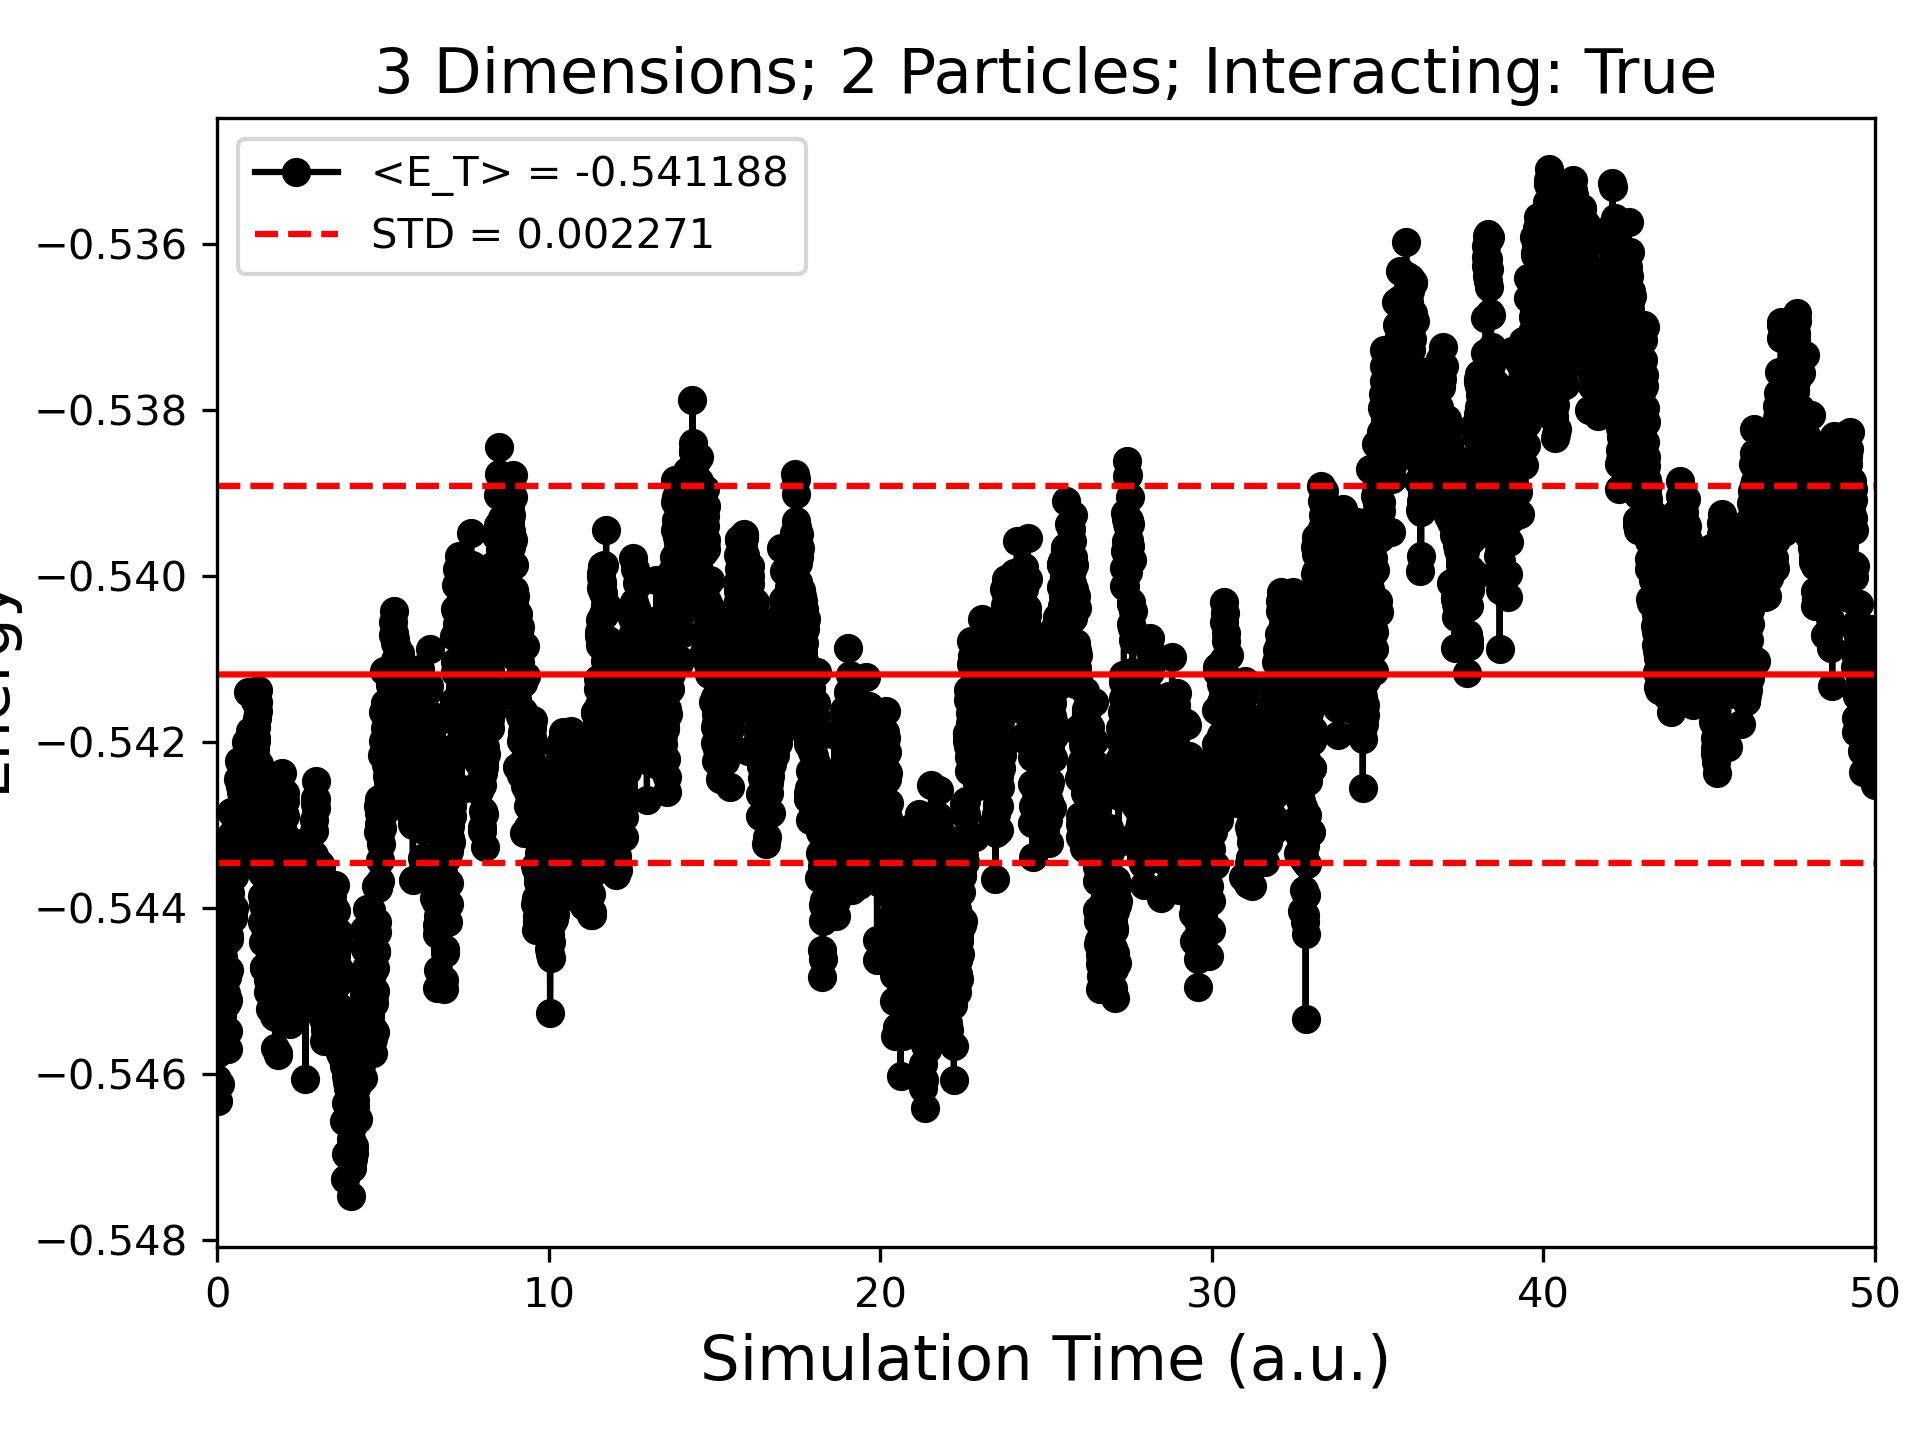 3 Dimensions; 2 Particles; Interacting: True
<E_T> = -0.541188
STD = 0.002271
−0.536
−0.538
−0.540
−0.542
−0.544
−0.546
−0.548
0 10 20 30 40 50
Simulation Time (a.u.)